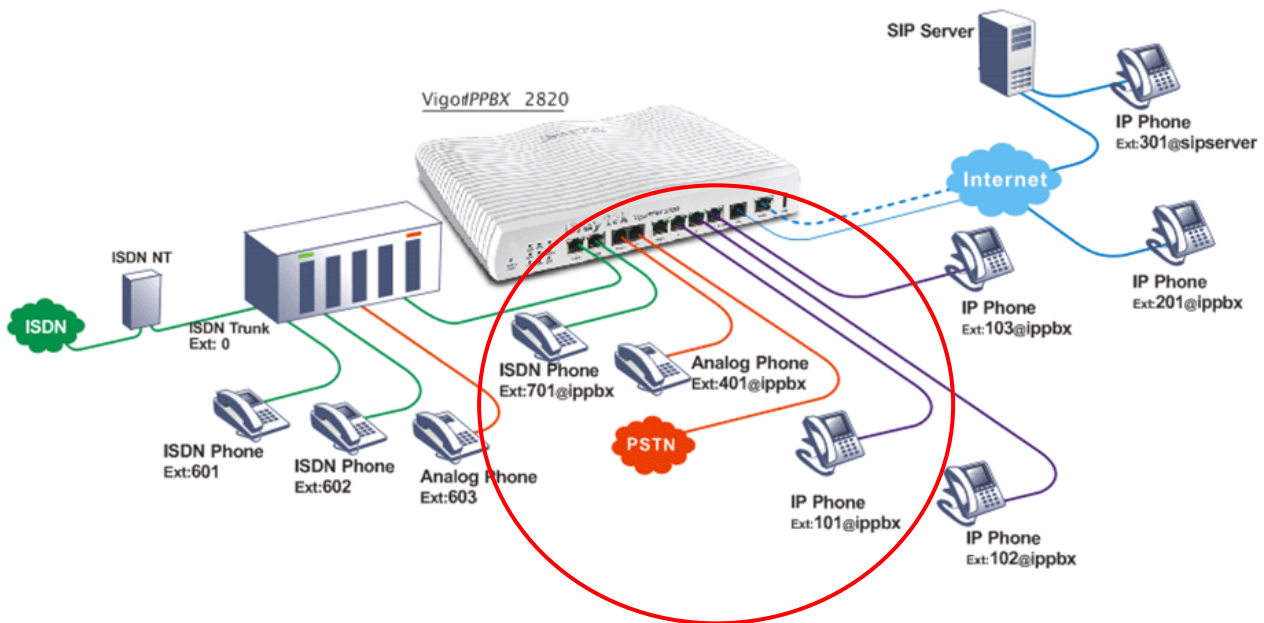 SIP Server
VigorIPPBX 2820
IP Phone
Ext:301@sipserver
Internet
ISDN NT
ISDN
ISDN Trunk
Ext: 0
IP Phone
Ext:201@ippbx
IP Phone
Ext:103@ippbx
ISDN Phone
Ext:701@ippbx
Analog Phone
Ext:401@ippbx
PSTN
ISDN Phone
Ext:601
ISDN Phone
Ext:602
Analog Phone
Ext:603
IP Phone
Ext:101@ippbx
IP Phone
Ext:102@ippbx